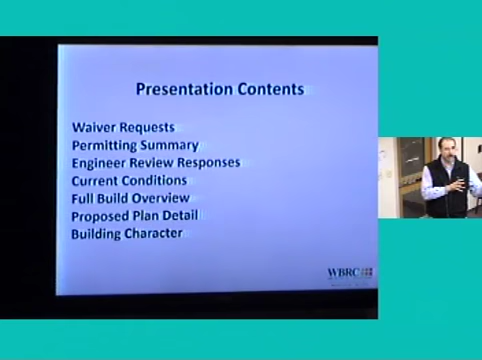 Presentation Contents
Waiver Requests
Permitting Summary
Engineer Review Responses
Current Conditions
Full Build Overview
Proposed Plan Detail
Building Character
WBRC